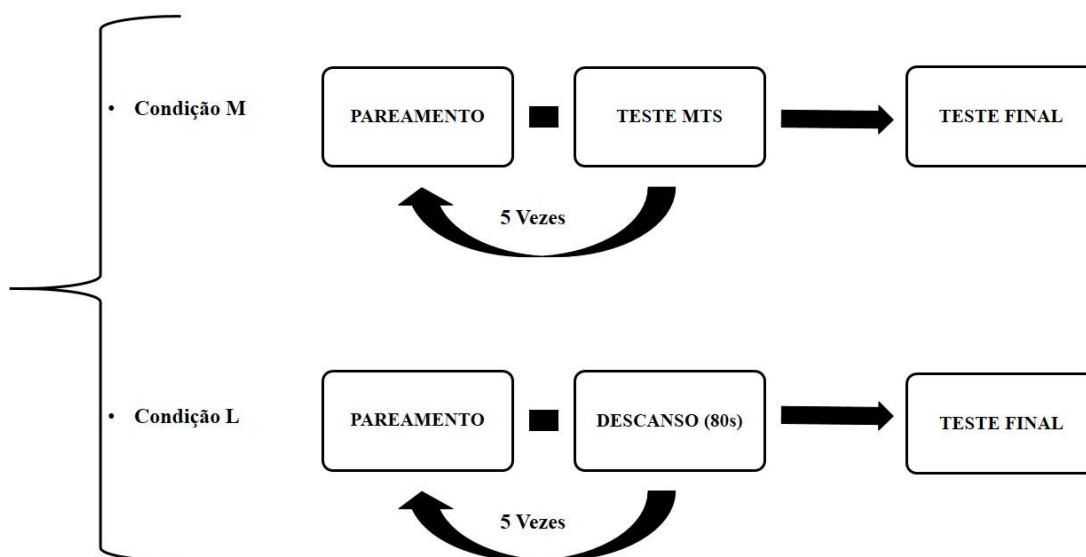 • Condição M
PAREAMENTO
TESTE MTS
TESTE FINAL
5 Vezes
• Condição L
PAREAMENTO
DESCANSO (80s)
TESTE FINAL
5 Vezes